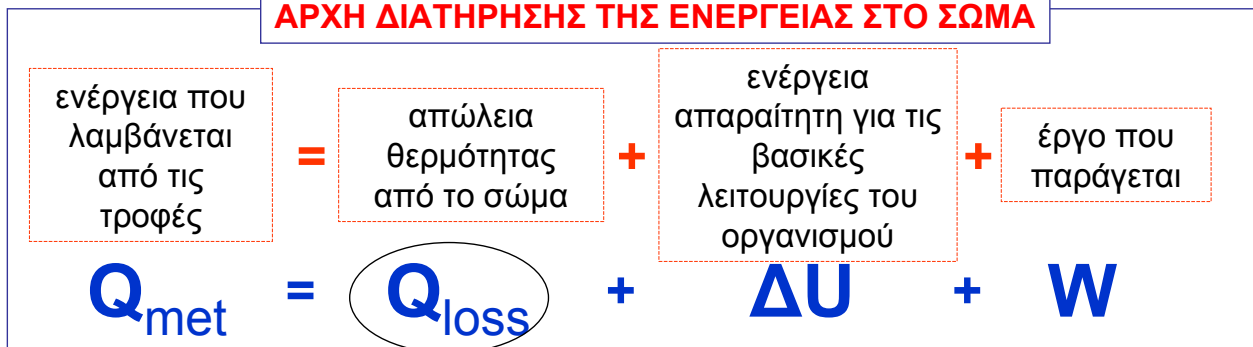 ΑΡΧΗ ΔΙΑΤΗΡΗΣΗΣ ΤΗΣ ΕΝΕΡΓΕΙΑΣ ΣΤΟ ΣΩΜΑ
ενέργεια που
λαμβάνεται
από τις
τροφές
=
απώλεια
θερμότητας
από το σώμα
+
ενέργεια
απαραίτητη για τις
βασικές
λειτουργίες του
οργανισμού
+
έργο που
παράγεται
Qmet = Qloss + ΔU + W